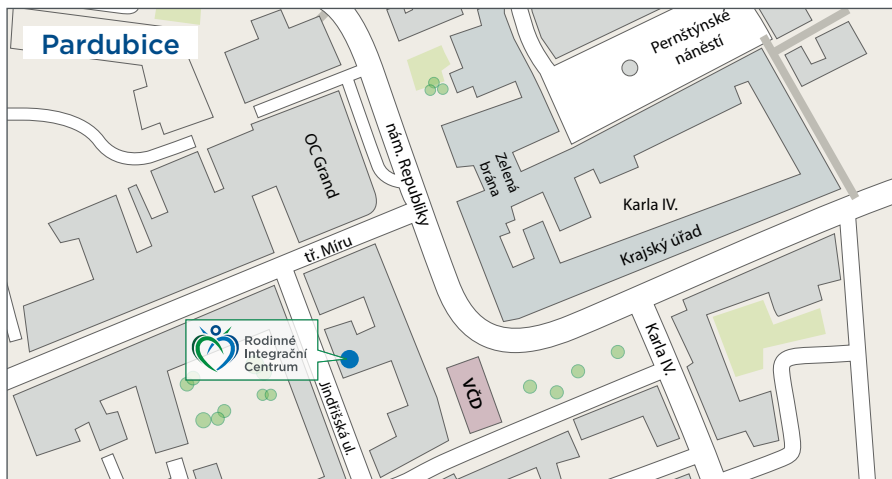 Pardubice
Pernštýnské
náněstí
OC Grand
nám. Republiky
Zelená
brána
Karla IV.
Krajský úřad
tř. Míru
Rodinné
Integrační
Centrum
Jindřišská ul.
VČD
Karla IV.